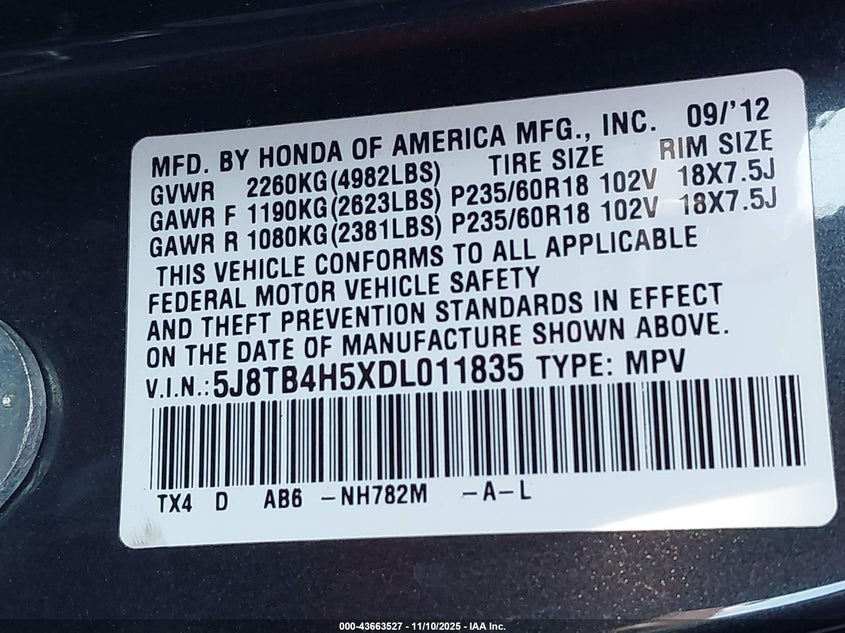 MFD. BY HONDA OF AMERICA MFG., INC. 09/'12
GVWR 2260KG(4982LBS) TIRE SIZE RIM SIZE
GAWR F 1190KG(2623LBS) P235/60R18 102V 18X7.5J
GAWR R 1080KG(2381LBS) P235/60R18 102V 18X7.5J
THIS VEHICLE CONFORMS TO ALL APPLICABLE
FEDERAL MOTOR VEHICLE SAFETY
AND THEFT PREVENTION STANDARDS IN EFFECT
ON THE DATE OF MANUFACTURE SHOWN ABOVE.
V.I.N.:5J8TB4H5XDL011835 TYPE: MPV
TX4 D AB6 -NH782M -A-L
000-43663527 - 11/10/2025 - IAA Inc.